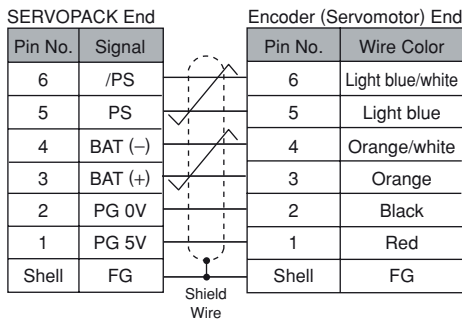 SERVOPACK End
Encoder (Servomotor) End
Pin No. Signal
Pin No. Wire Color
6 /PS
6 Light blue/white
5 PS
5 Light blue
4 BAT (−)
4 Orange/white
3 BAT (+)
3 Orange
2 PG 0V
2 Black
1 PG 5V
1 Red
Shell FG
Shell FG
Shield
Wire